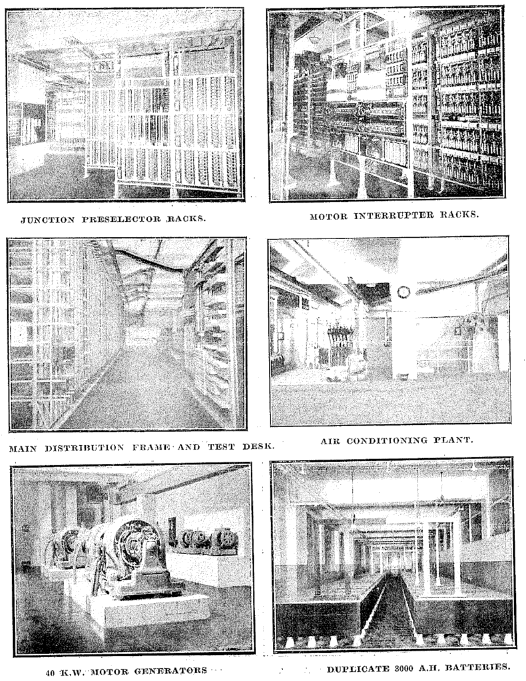 JUNCTION PRESELECTOR RACKS.
MOTOR INTERRUPTER RACKS.
MAIN DISTRIBUTION FRAME AND TEST DESK.
AIR CONDITIONING PLANT.
40 K.W. MOTOR GENERATORS
DUPLICATE 3000 A.H. BATTERIES.